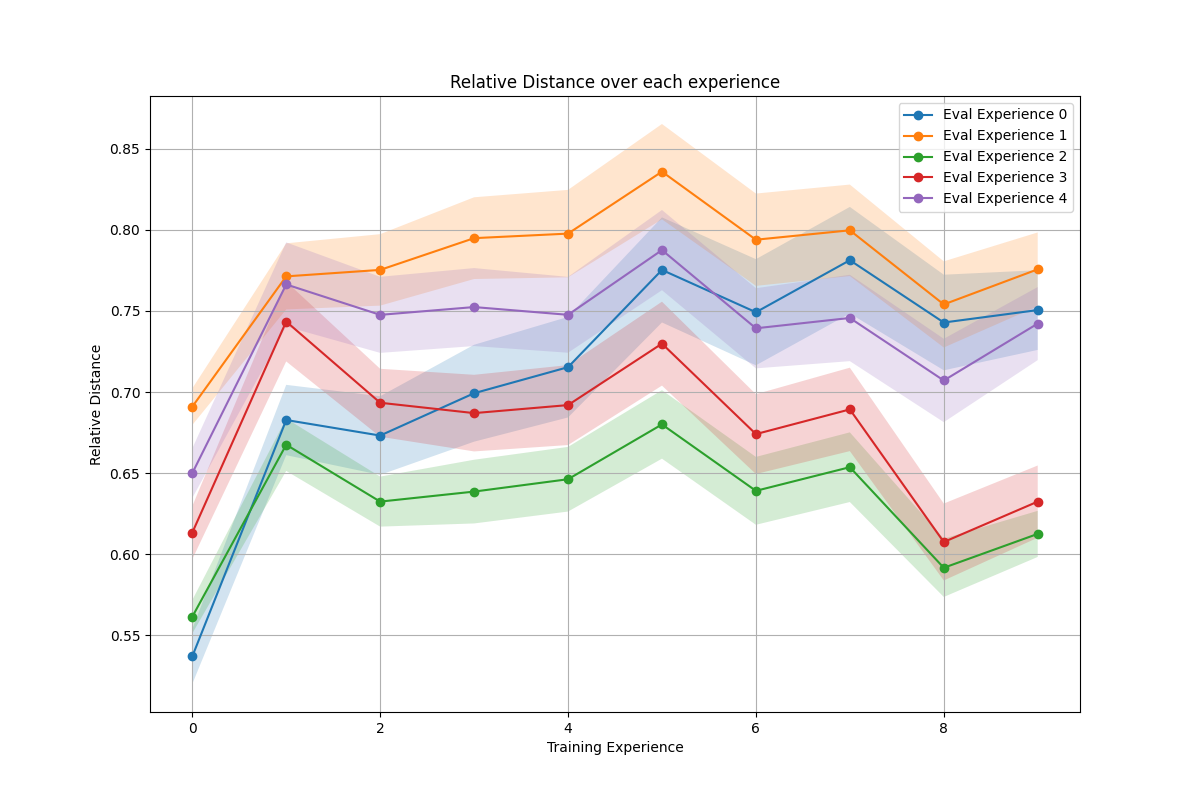 Relative Distance over each experience
Eval Experience 0
Eval Experience 1
Eval Experience 2
Eval Experience 3
Eval Experience 4
Relative Distance
0.85
0.80
0.75
0.70
0.65
0.60
0.55
0 2 4 6 8
Training Experience